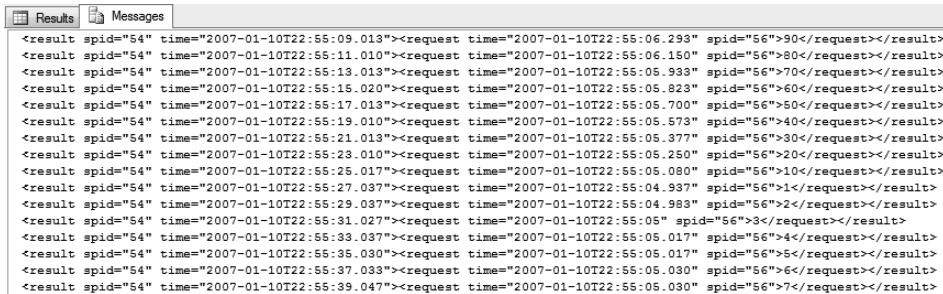 Results Messages
<result spid="54" time="2007-01-10T22:55:09.013"><request time="2007-01-10T22:55:06.293" spid="56">90</request></result>
<result spid="54" time="2007-01-10T22:55:11.010"><request time="2007-01-10T22:55:06.150" spid="56">80</request></result>
<result spid="54" time="2007-01-10T22:55:13.013"><request time="2007-01-10T22:55:05.933" spid="56">70</request></result>
<result spid="54" time="2007-01-10T22:55:15.020"><request time="2007-01-10T22:55:05.823" spid="56">60</request></result>
<result spid="54" time="2007-01-10T22:55:17.013"><request time="2007-01-10T22:55:05.700" spid="56">50</request></result>
<result spid="54" time="2007-01-10T22:55:19.010"><request time="2007-01-10T22:55:05.573" spid="56">40</request></result>
<result spid="54" time="2007-01-10T22:55:21.013"><request time="2007-01-10T22:55:05.377" spid="56">30</request></result>
<result spid="54" time="2007-01-10T22:55:23.010"><request time="2007-01-10T22:55:05.250" spid="56">20</request></result>
<result spid="54" time="2007-01-10T22:55:25.017"><request time="2007-01-10T22:55:05.080" spid="56">10</request></result>
<result spid="54" time="2007-01-10T22:55:27.037"><request time="2007-01-10T22:55:04.937" spid="56">1</request></result>
<result spid="54" time="2007-01-10T22:55:29.037"><request time="2007-01-10T22:55:04.983" spid="56">2</request></result>
<result spid="54" time="2007-01-10T22:55:31.027"><request time="2007-01-10T22:55:05" spid="56">3</request></result>
<result spid="54" time="2007-01-10T22:55:33.037"><request time="2007-01-10T22:55:05.017" spid="56">4</request></result>
<result spid="54" time="2007-01-10T22:55:35.030"><request time="2007-01-10T22:55:05.017" spid="56">5</request></result>
<result spid="54" time="2007-01-10T22:55:37.033"><request time="2007-01-10T22:55:05.030" spid="56">6</request></result>
<result spid="54" time="2007-01-10T22:55:39.047"><request time="2007-01-10T22:55:05.030" spid="56">7</request></result>